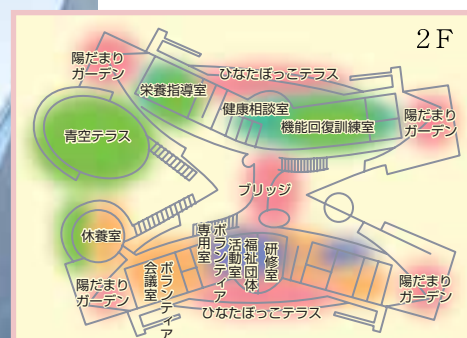 2F
陽だまり
ガーデン
栄養指導室
ひなたぼっこテラス
健康相談室
機能回復訓練室
陽だまり
ガーデン
青空テラス
ブリッジ
休養室
陽だまり
ガーデン
ボランティア
会議室
ボランティア
専用室
福祉団体
活動室
研修室
ひなたぼっこテラス
陽だまり
ガーデン